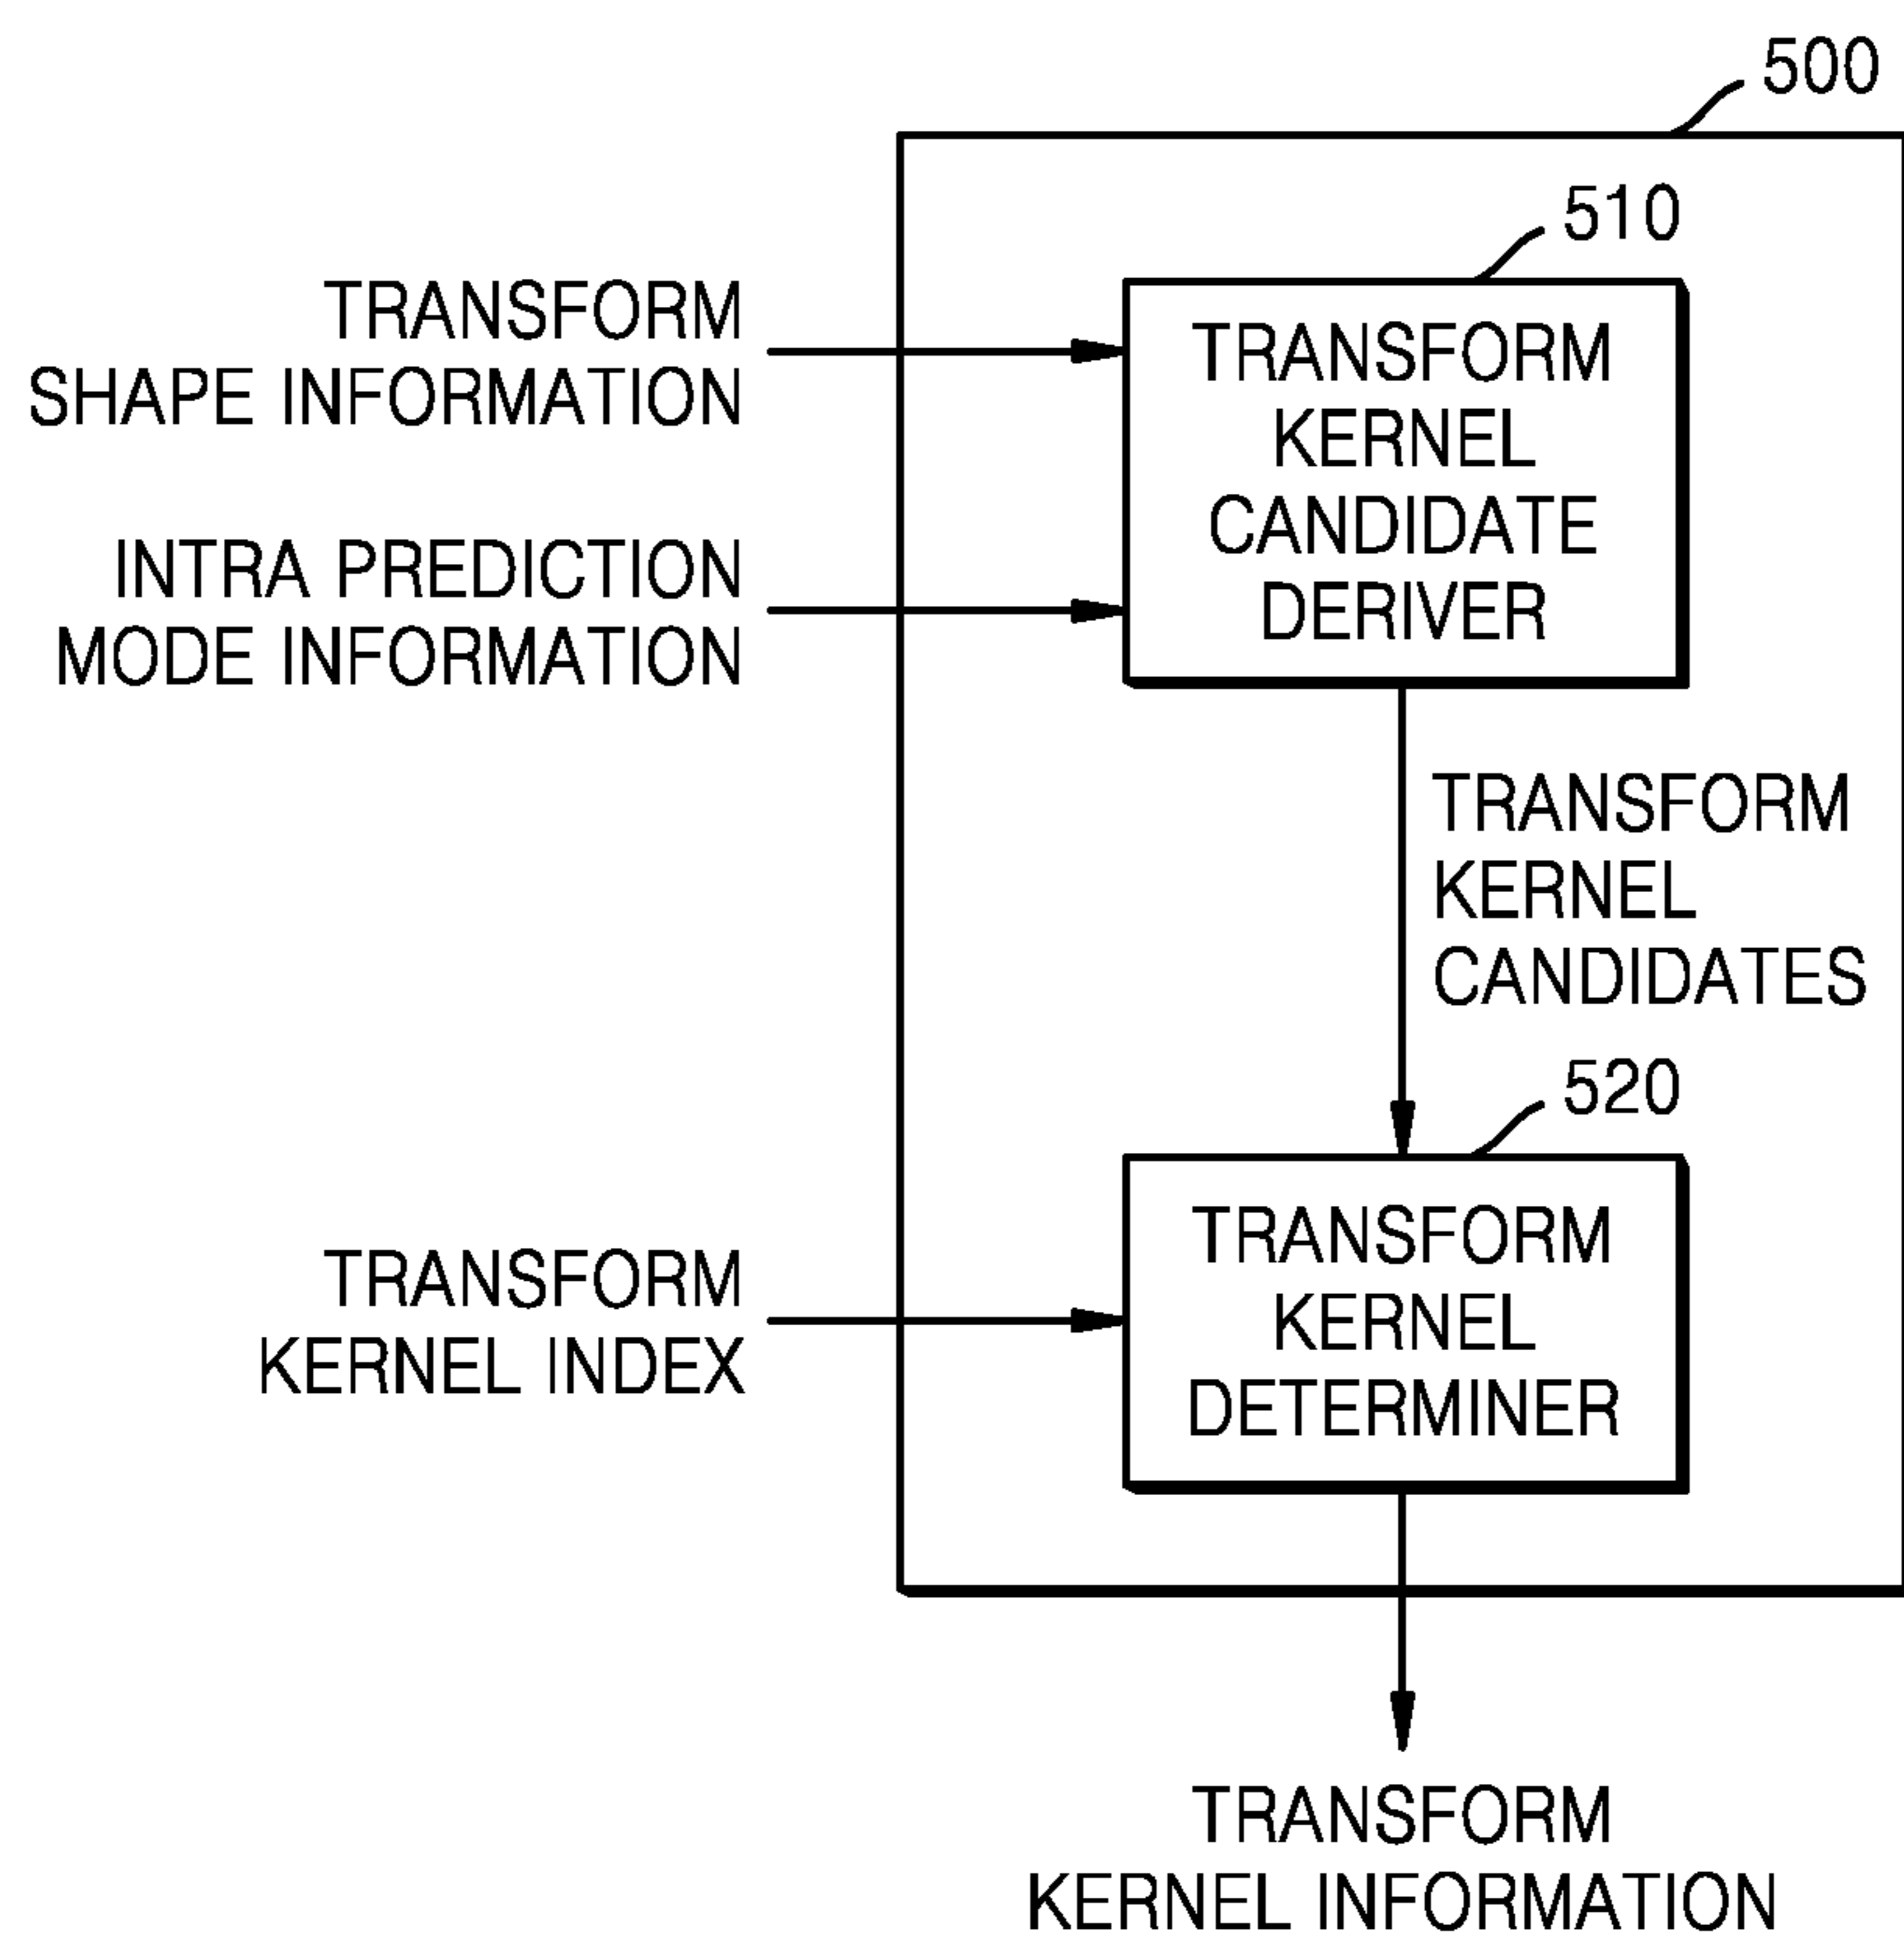 500
510
TRANSFORM
SHAPE INFORMATION
TRANSFORM
KERNEL
CANDIDATE
DERIVER
INTRA PREDICTION
MODE INFORMATION
TRANSFORM
KERNEL
CANDIDATES
520
TRANSFORM
KERNEL INDEX
TRANSFORM
KERNEL
DETERMINER
TRANSFORM
KERNEL INFORMATION